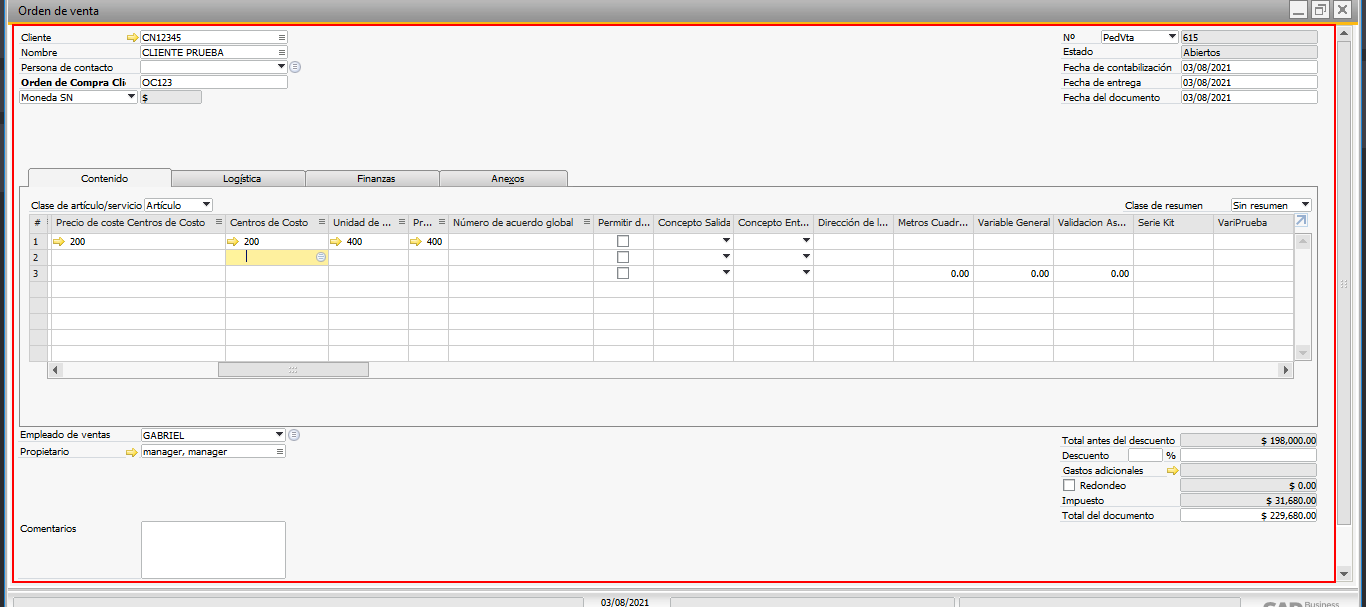 Orden de venta
Cliente CN12345 Nº PedVta 615
Nombre CLIENTE PRUEBA Estado Abiertos
Persona de contacto Fecha de contabilización 03/08/2021
Orden de Compra Cli OC123 Fecha de entrega 03/08/2021
Moneda SN $ Fecha del documento 03/08/2021
Contenido Logística Finanzas Anexos
Clase de artículo/servicio Artículo Clase de resumen Sin resumen
# Precio de coste Centros de Costo Centros de Costo Unidad de ... Pr... Número de acuerdo global Permitir d... Concepto Salida Concepto Ent... Dirección de l... Metros Cuadr... Variable General Validacion As... Serie Kit VariPrueba
1 200 200 400 400
2
3 0.00 0.00 0.00
Empleado de ventas GABRIEL Total antes del descuento $ 198,000.00
Propietario manager, manager Descuento %
Gastos adicionales
Redondeo $ 0.00
Impuesto $ 31,680.00
Comentarios Total del documento $ 229,680.00
03/08/2021 Business